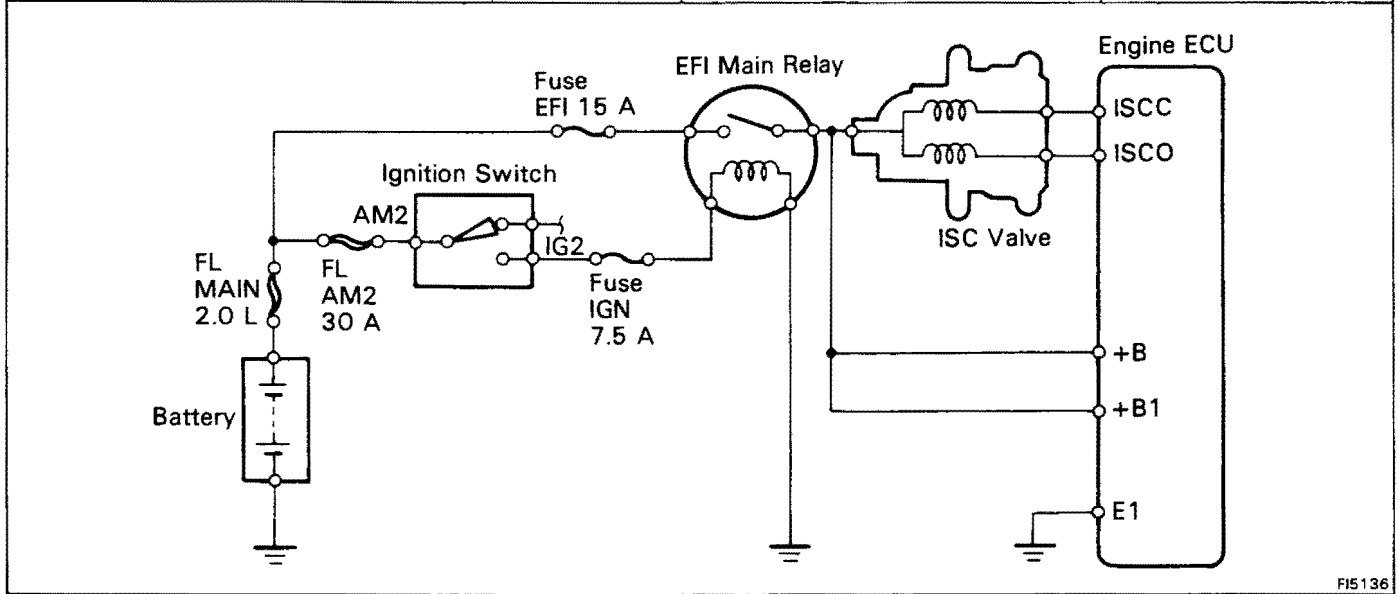 Engine ECU
EFI Main Relay
Fuse
EFI 15 A
ISCC
ISCO
Ignition Switch
AM2
IG2
ISC Valve
FL
MAIN
2.0 L
FL
AM2
30 A
Fuse
IGN
7.5 A
+B
+B1
Battery
E1
FI5136